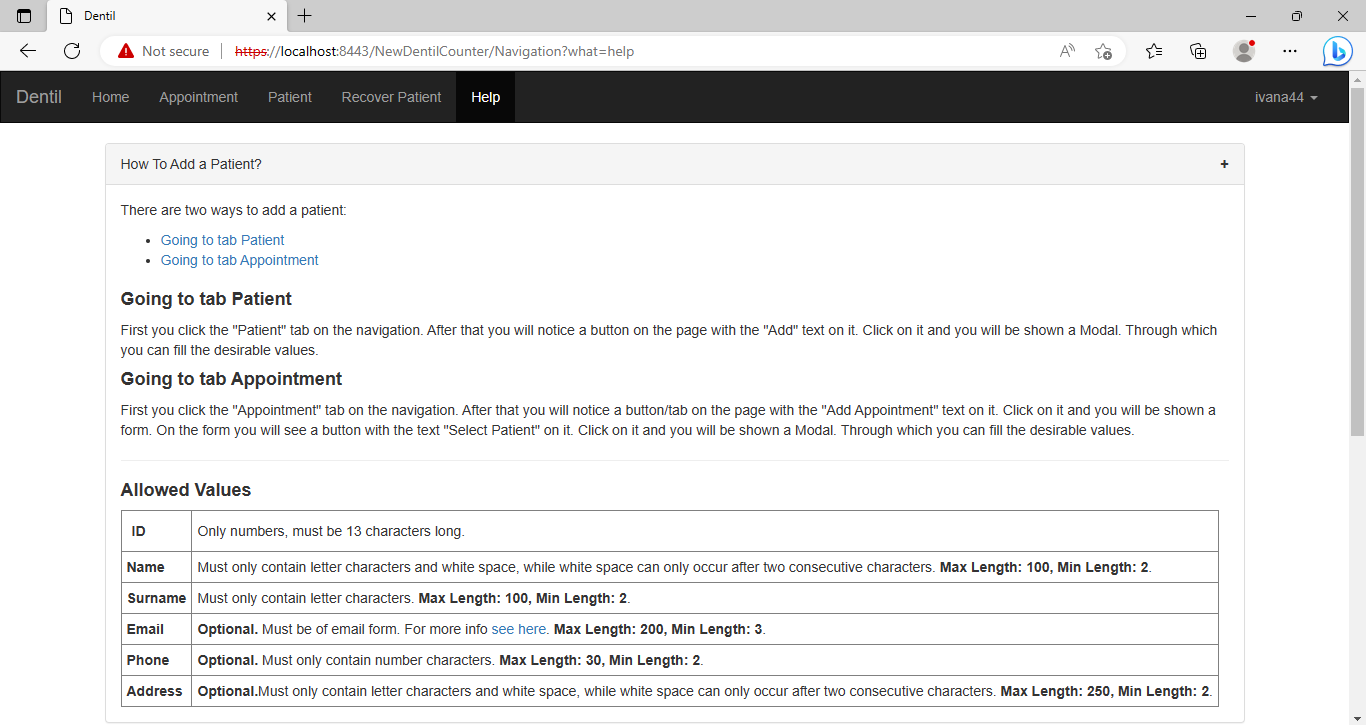 Dentil
Not secure
https://localhost:8443/NewDentilCounter/Navigation?what=help
Dentil Home Appointment Patient Recover Patient Help ivana44
How To Add a Patient? +
There are two ways to add a patient:
• Going to tab Patient
• Going to tab Appointment
Going to tab Patient
First you click the "Patient" tab on the navigation. After that you will notice a button on the page with the "Add" text on it. Click on it and you will be shown a Modal. Through which
you can fill the desirable values.
Going to tab Appointment
First you click the "Appointment" tab on the navigation. After that you will notice a button/tab on the page with the "Add Appointment" text on it. Click on it and you will be shown a
form. On the form you will see a button with the text "Select Patient" on it. Click on it and you will be shown a Modal. Through which you can fill the desirable values.
Allowed Values
ID Only numbers, must be 13 characters long.
Name Must only contain letter characters and white space, while white space can only occur after two consecutive characters. Max Length: 100, Min Length: 2.
Surname Must only contain letter characters. Max Length: 100, Min Length: 2.
Email Optional. Must be of email form. For more info see here. Max Length: 200, Min Length: 3.
Phone Optional. Must only contain number characters. Max Length: 30, Min Length: 2.
Address Optional.Must only contain letter characters and white space, while white space can only occur after two consecutive characters. Max Length: 250, Min Length: 2.